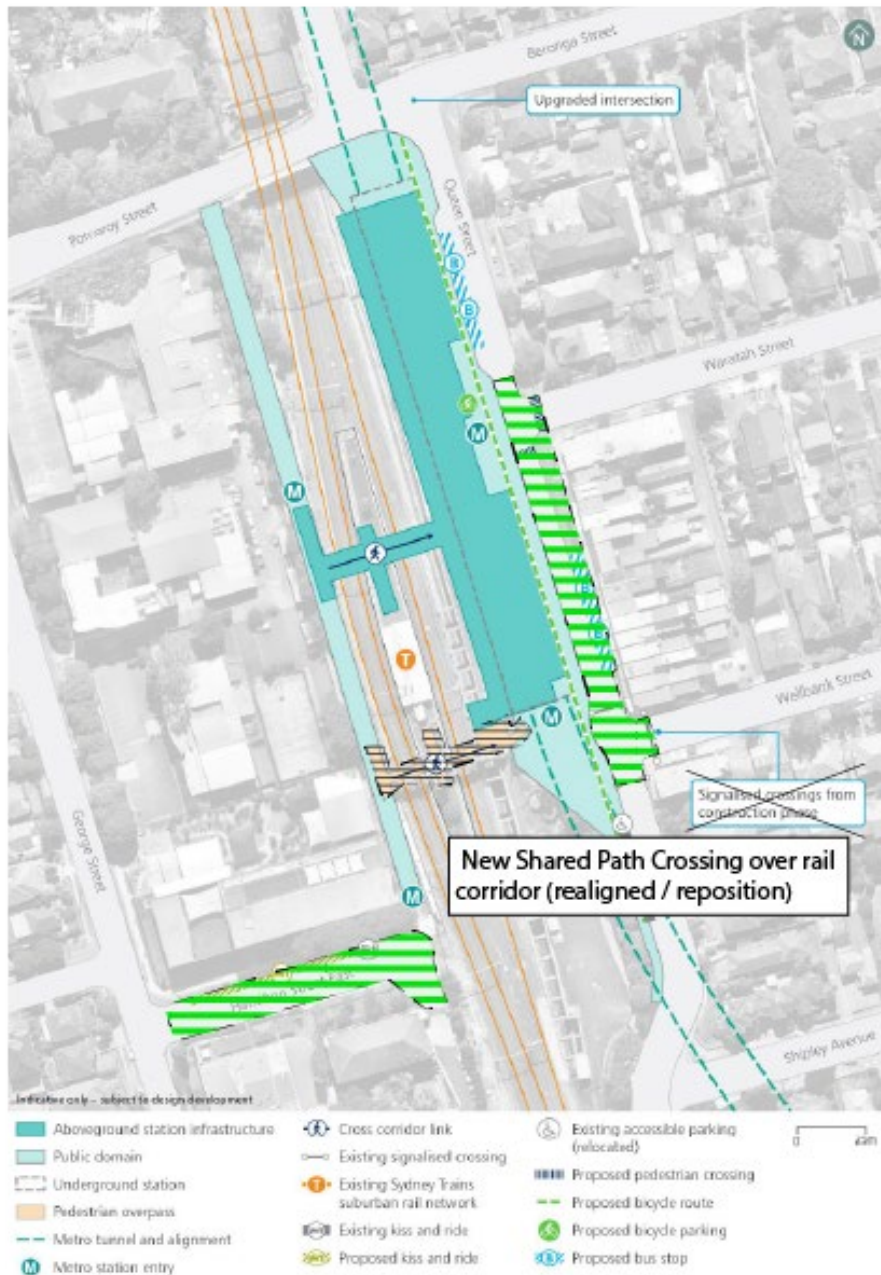 N
Beronga Street
Upgraded intersection
Queen Street
Pomeroy Street
B
B
Waratah Street
M
M
T
B
B
Wellbank Street
M
Signalised crossings from
construction phase
George Street
New Shared Path Crossing over rail
corridor (realigned / reposition)
M
Shipley Avenue
Indicative only – subject to design development
Aboveground station infrastructure
Public domain
Underground station
Pedestrian overpass
Metro tunnel and alignment
M Metro station entry
Cross corridor link
Existing signalised crossing
T Existing Sydney Trains
suburban rail network
Existing kiss and ride
Proposed kiss and ride
Existing accessible parking
(relocated)
Proposed pedestrian crossing
Proposed bicycle route
Proposed bicycle parking
B Proposed bus stop
0